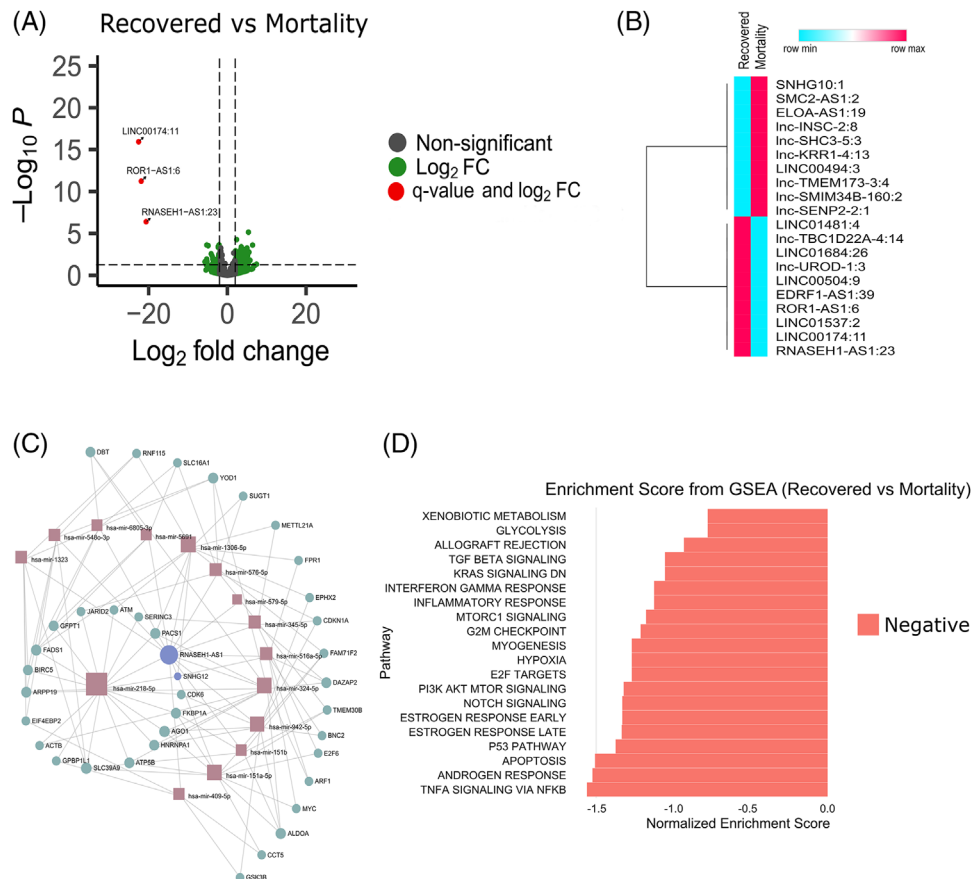 (A)
Recovered vs Mortality
−Log10 P
25
20
15
10
5
0
LINC00174:11
ROR1−AS1:6
RNASEH1−AS1:23
−20
0
20
Log2 fold change
Non-significant
Log2 FC
q-value and log2 FC
(B)
Recovered
Mortality
row min
row max
SNHG10:1
SMC2-AS1:2
ELOA-AS1:19
lnc-INSC-2:8
lnc-SHC3-5:3
lnc-KRR1-4:13
LINC00494:3
lnc-TMEM173-3:4
lnc-SMIM34B-160:2
lnc-SENP2-2:1
LINC01481:4
lnc-TBC1D22A-4:14
LINC01684:26
lnc-UROD-1:3
LINC00504:9
EDRF1-AS1:39
ROR1-AS1:6
LINC01537:2
LINC00174:11
RNASEH1-AS1:23
(C)
DBT
RNF115
SLC16A1
YOD1
SUGT1
METTL21A
FPR1
EPHX2
CDKN1A
FAM71F2
DAZAP2
TMEM30B
BNC2
E2F6
ARF1
MYC
ALDOA
CCT5
GSK3B
hsa-mir-6805-3p
hsa-mir-548o-3p
hsa-mir-5691
hsa-mir-1306-5p
hsa-mir-1323
hsa-mir-576-5p
hsa-mir-579-5p
hsa-mir-345-5p
hsa-mir-516a-5p
hsa-mir-324-5p
hsa-mir-942-5p
hsa-mir-151b
hsa-mir-151a-5p
hsa-mir-409-5p
hsa-mir-218-5p
JARID2
ATM
SERINC3
GFPT1
PACS1
FADS1
RNASEH1-AS1
BIRC5
SNHG12
ARPP19
CDK6
EIF4EBP2
FKBP1A
AGO1
ACTB
HNRNPA1
GPBP1L1
ATP5B
SLC39A9
(D)
Enrichment Score from GSEA (Recovered vs Mortality)
Pathway
XENOBIOTIC METABOLISM
GLYCOLYSIS
ALLOGRAFT REJECTION
TGF BETA SIGNALING
KRAS SIGNALING DN
INTERFERON GAMMA RESPONSE
INFLAMMATORY RESPONSE
MTORC1 SIGNALING
G2M CHECKPOINT
MYOGENESIS
HYPOXIA
E2F TARGETS
PI3K AKT MTOR SIGNALING
NOTCH SIGNALING
ESTROGEN RESPONSE EARLY
ESTROGEN RESPONSE LATE
P53 PATHWAY
APOPTOSIS
ANDROGEN RESPONSE
TNFA SIGNALING VIA NFKB
-1.5
-1.0
-0.5
0.0
Normalized Enrichment Score
Negative